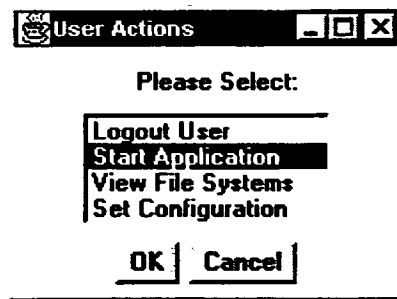 User Actions
Please Select:
Logout User
Start Application
View File Systems
Set Configuration
OK Cancel